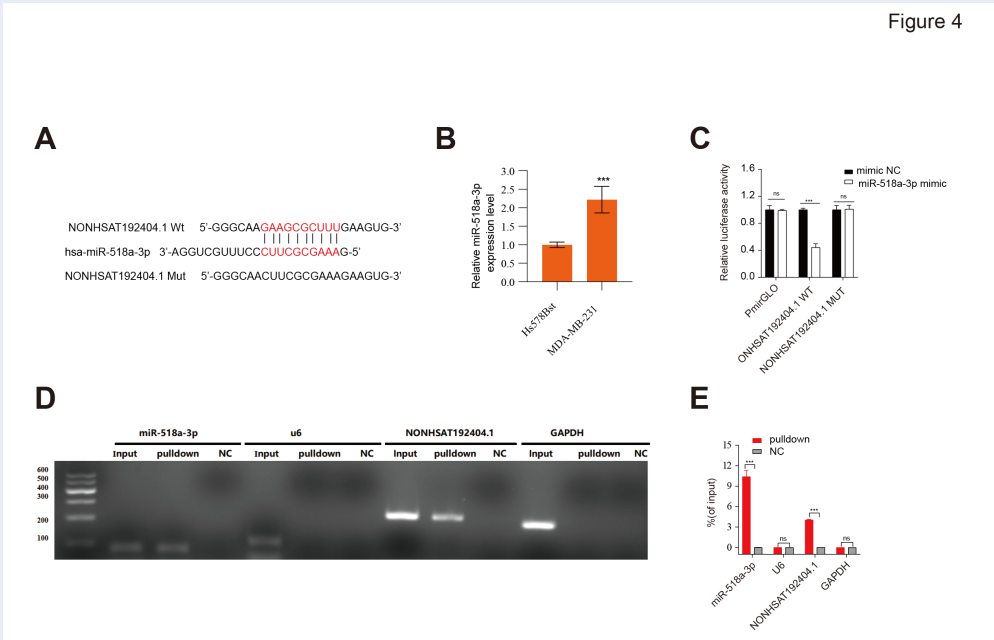 Figure 4
A
NONHSAT192404.1 Wt 5'-GGGCAAGAAGCGCUUUGAAGUG-3'
hsa-miR-518a-3p 3'-AGGUCGUUUCCCUUCGCGAAAG-5'
NONHSAT192404.1 Mut 5'-GGGCAACUUCGCGAAAGAAGUG-3'
B
Relative miR-518a-3p
expression level
3.0
2.5
2.0
1.5
1.0
0.5
0.0
***
Hs578Bst
MDA-MB-231
C
Relative luciferase activity
1.6
1.2
0.8
0.4
0.0
mimic NC
miR-518a-3p mimic
ns
***
ns
PmirGLO
ONHSAT192404.1 WT
NONHSAT192404.1 MUT
D
miR-518a-3p u6 NONHSAT192404.1 GAPDH
Input pulldown NC Input pulldown NC Input pulldown NC Input pulldown NC
600
500
400
300
200
100
E
%(of input)
15
12
9
6
3
0
pulldown
NC
***
ns
***
ns
miR-518a-3p
U6
NONHSAT192404.1
GAPDH